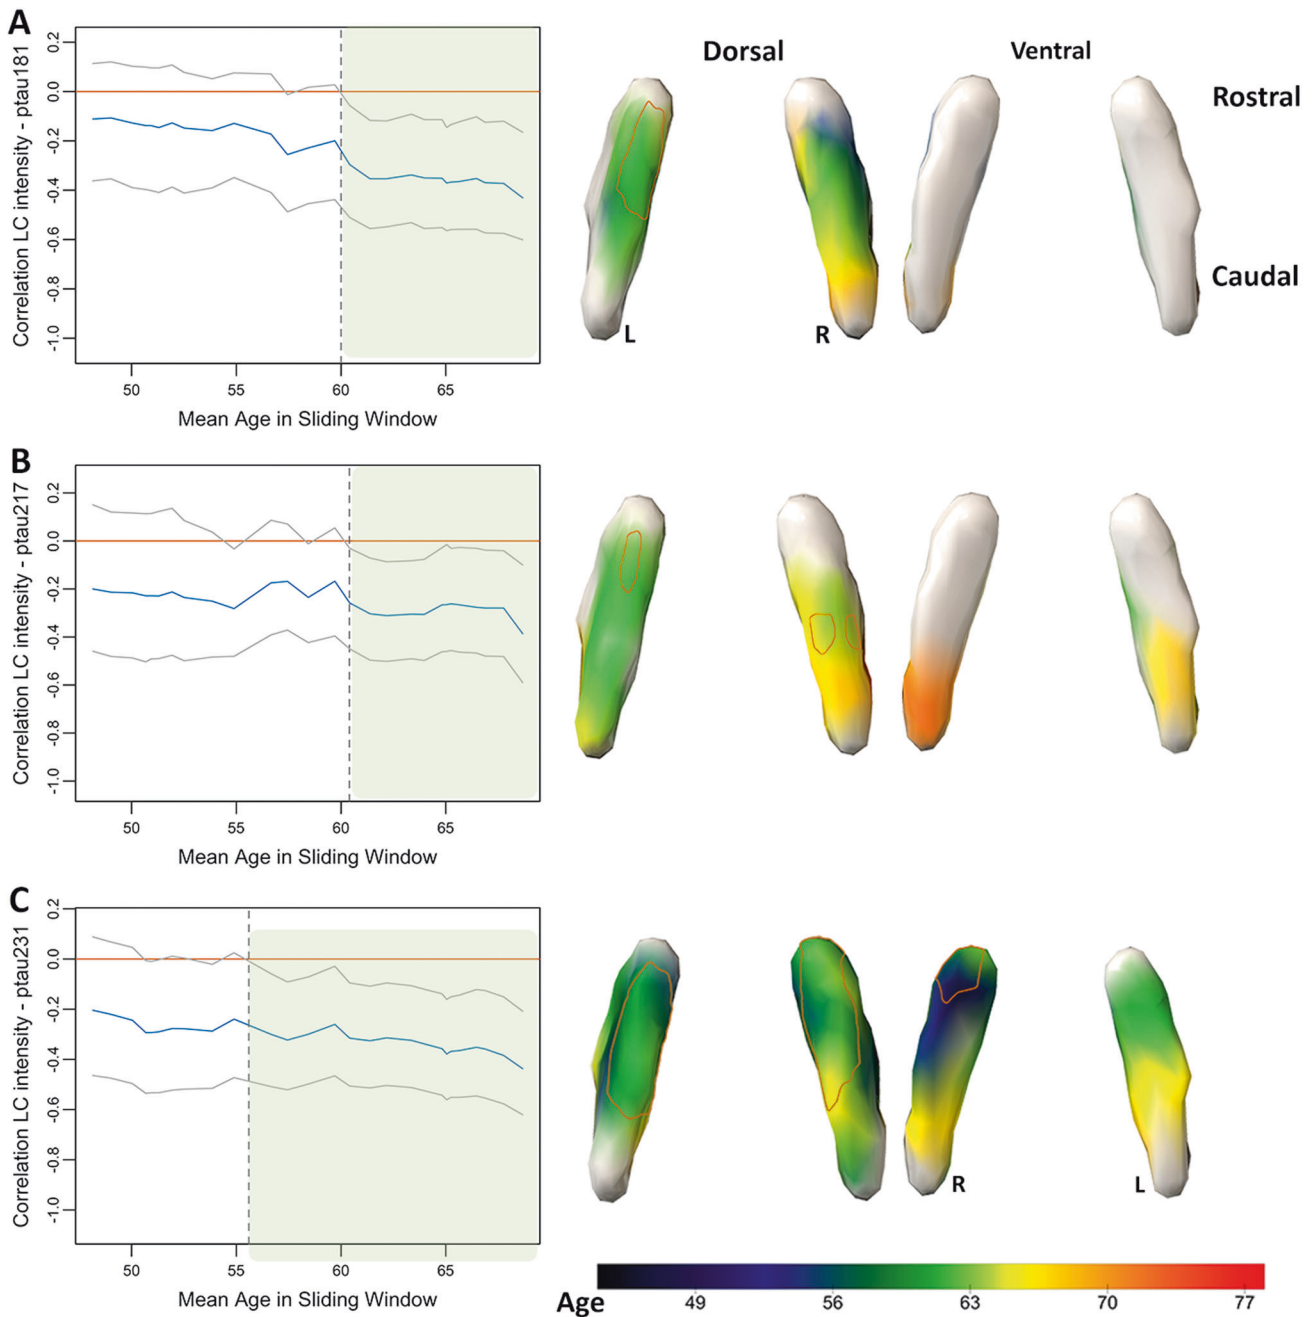 A
Correlation LC intensity - ptau181
0.2
0.0
-0.2
-0.4
-0.6
-0.8
-1.0
50 55 60 65
Mean Age in Sliding Window
Dorsal Ventral
Rostral
Caudal
L R
B
Correlation LC intensity - ptau217
0.2
0.0
-0.2
-0.4
-0.6
-0.8
-1.0
50 55 60 65
Mean Age in Sliding Window
C
Correlation LC intensity - ptau231
0.2
0.0
-0.2
-0.4
-0.6
-0.8
-1.0
50 55 60 65
Mean Age in Sliding Window
R L
Age 49 56 63 70 77